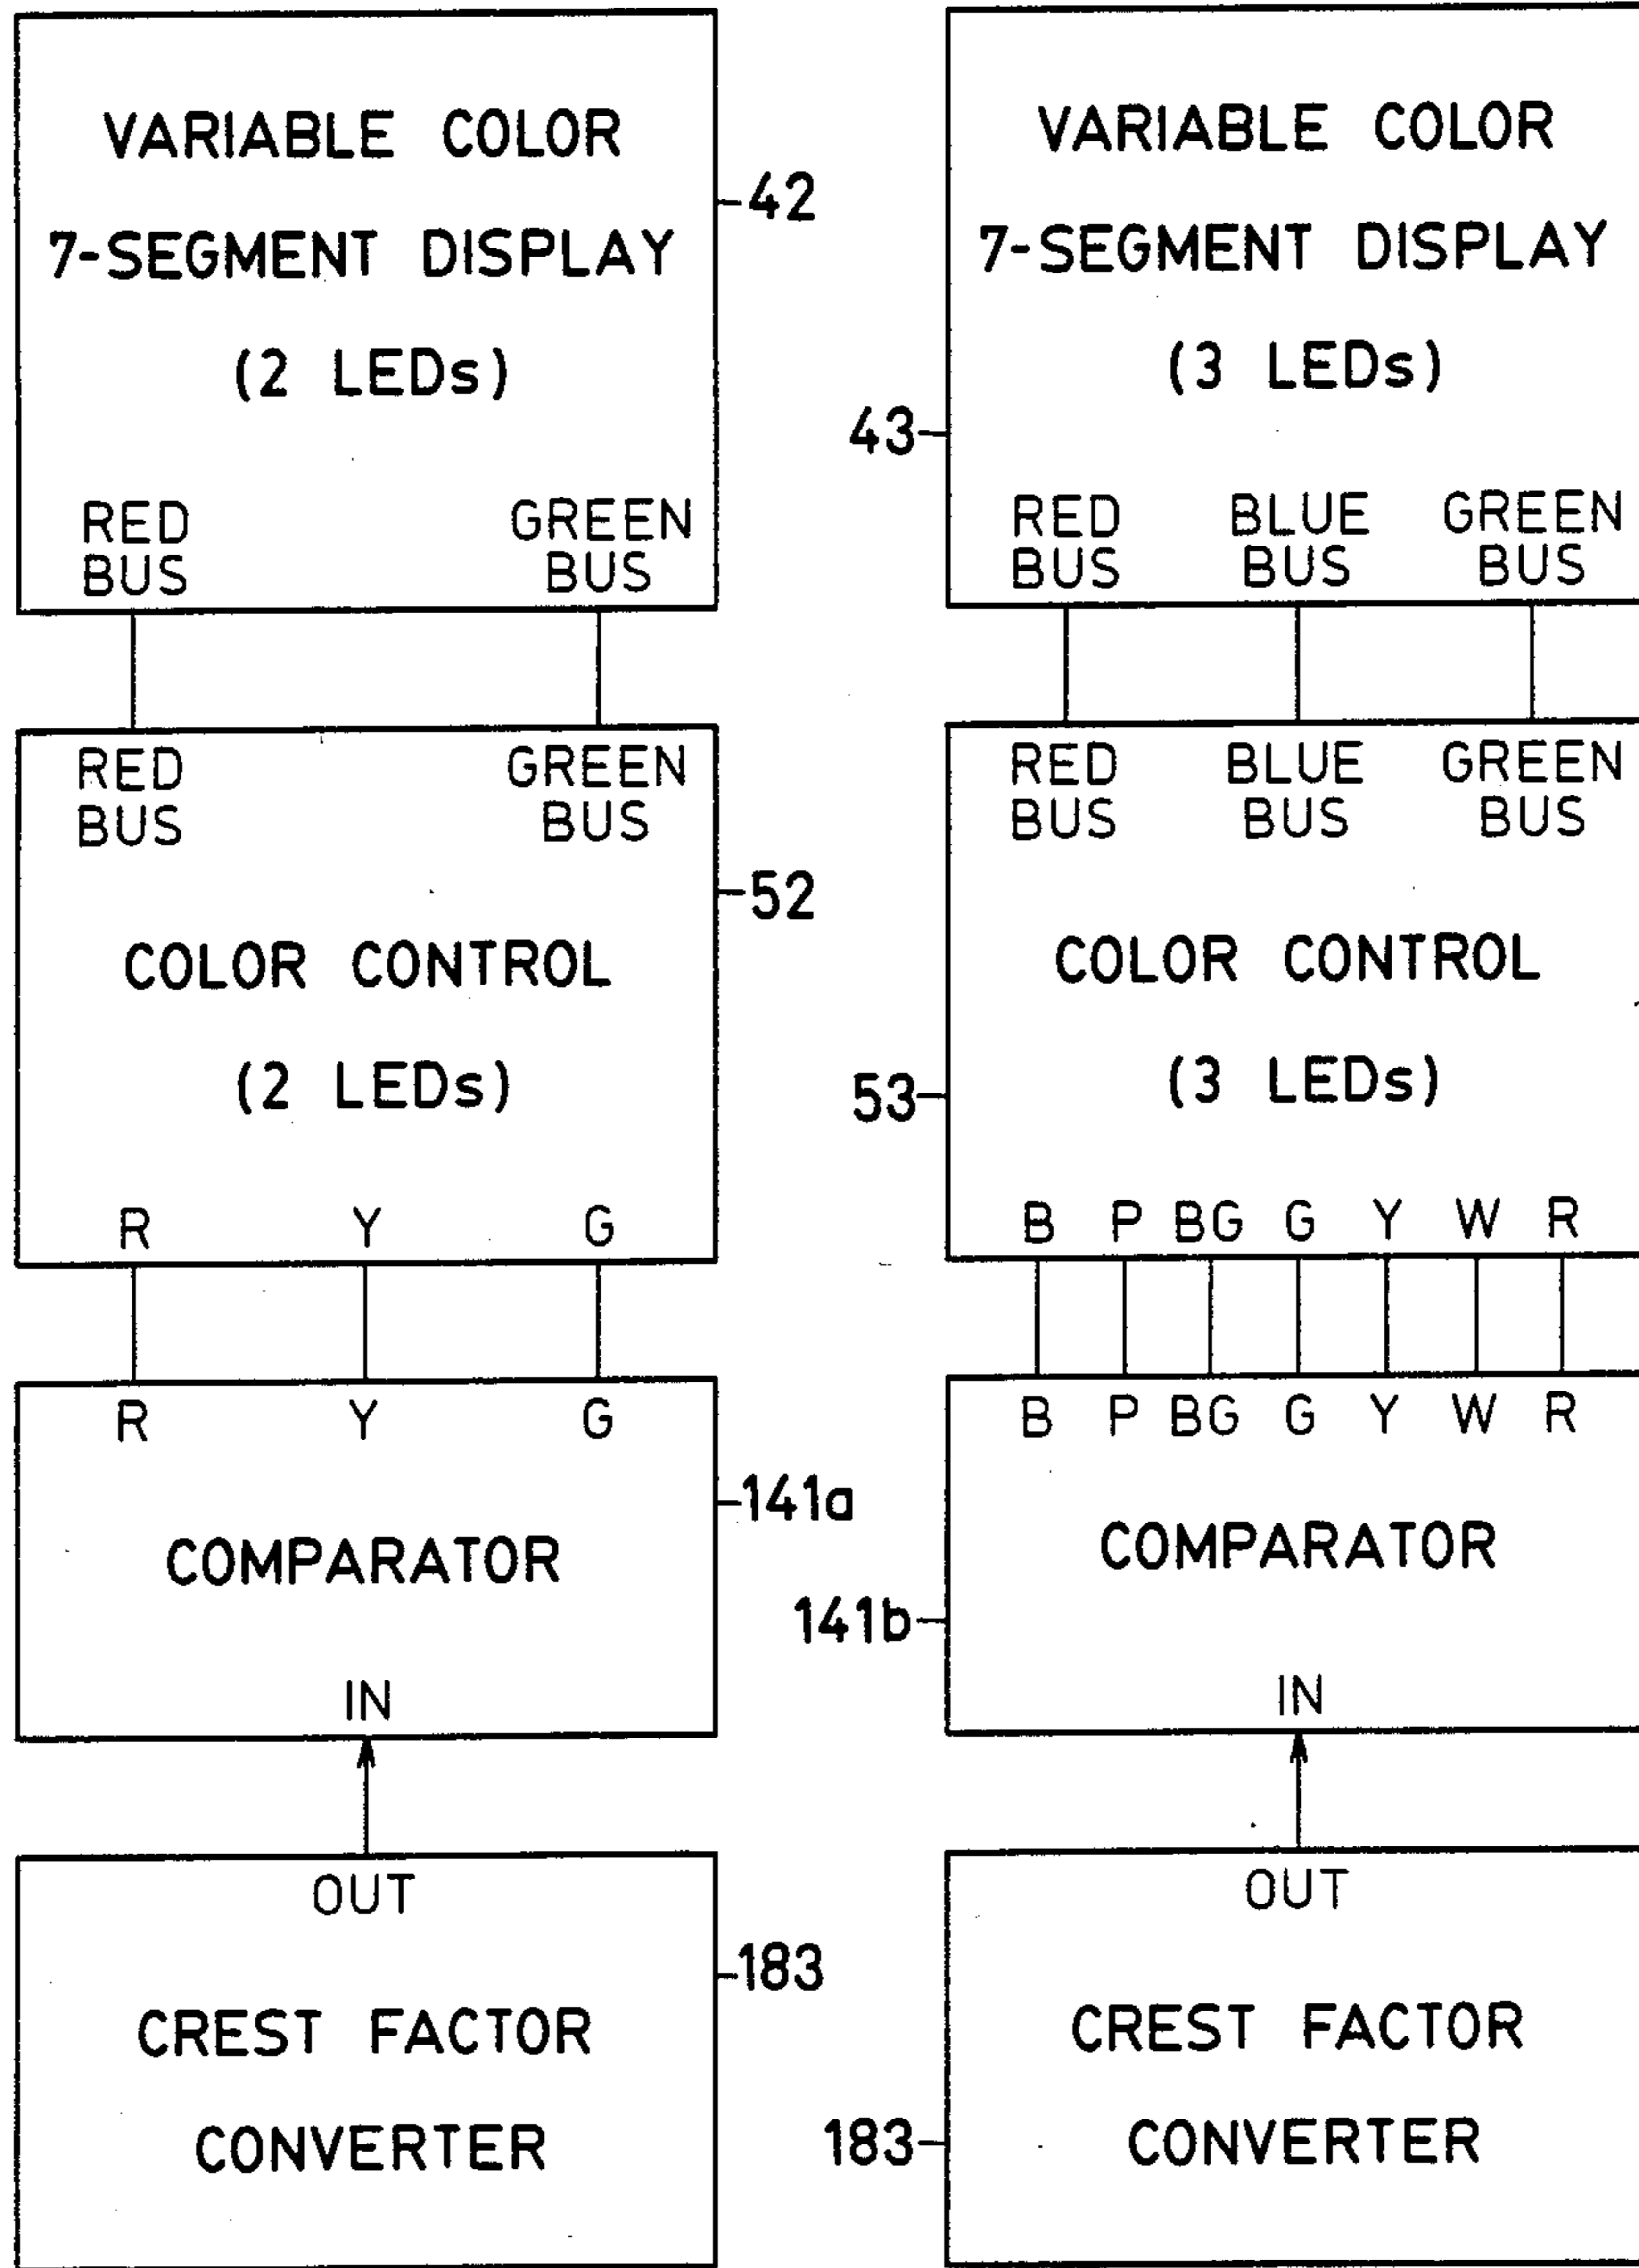 VARIABLE COLOR
7-SEGMENT DISPLAY
(2 LEDs)
RED BUS
GREEN BUS
42
RED BUS
GREEN BUS
COLOR CONTROL
(2 LEDs)
52
R Y G
R Y G
COMPARATOR
IN
141a
OUT
CREST FACTOR
CONVERTER
183
VARIABLE COLOR
7-SEGMENT DISPLAY
(3 LEDs)
43
RED BUS
BLUE BUS
GREEN BUS
RED BUS
BLUE BUS
GREEN BUS
COLOR CONTROL
(3 LEDs)
53
B P BG G Y W R
B P BG G Y W R
COMPARATOR
141b
IN
OUT
CREST FACTOR
CONVERTER
183